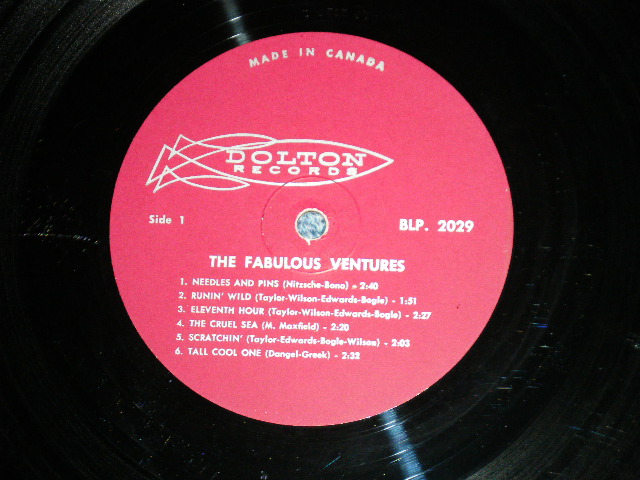 MADE IN CANADA
DOLTON
RECORDS
Side 1
BLP. 2029
THE FABULOUS VENTURES
1. NEEDLES AND PINS (Nitzsche-Bono) - 2:40
2. RUNIN' WILD (Taylor-Wilson-Edwards-Bogle) - 1:51
3. ELEVENTH HOUR (Taylor-Wilson-Edwards-Bogle) - 2:27
4. THE CRUEL SEA (M. Maxfield) - 2:20
5. SCRATCHIN' (Taylor-Edwards-Bogle-Wilson) - 2:03
6. TALL COOL ONE (Dangel-Greek) - 2:32